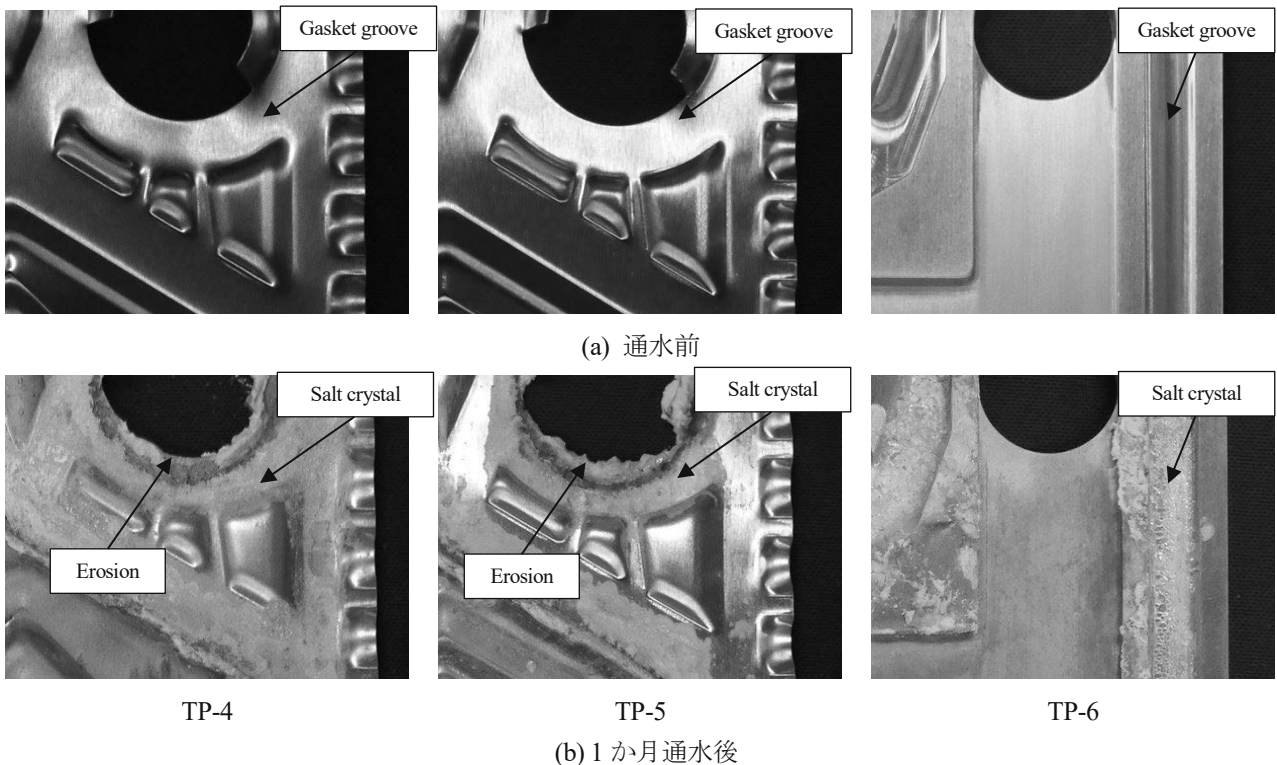 Gasket groove
Gasket groove
Gasket groove
(a) 通水前
Salt crystal
Salt crystal
Salt crystal
Erosion
Erosion
TP-4
TP-5
TP-6
(b) 1 か月通水後